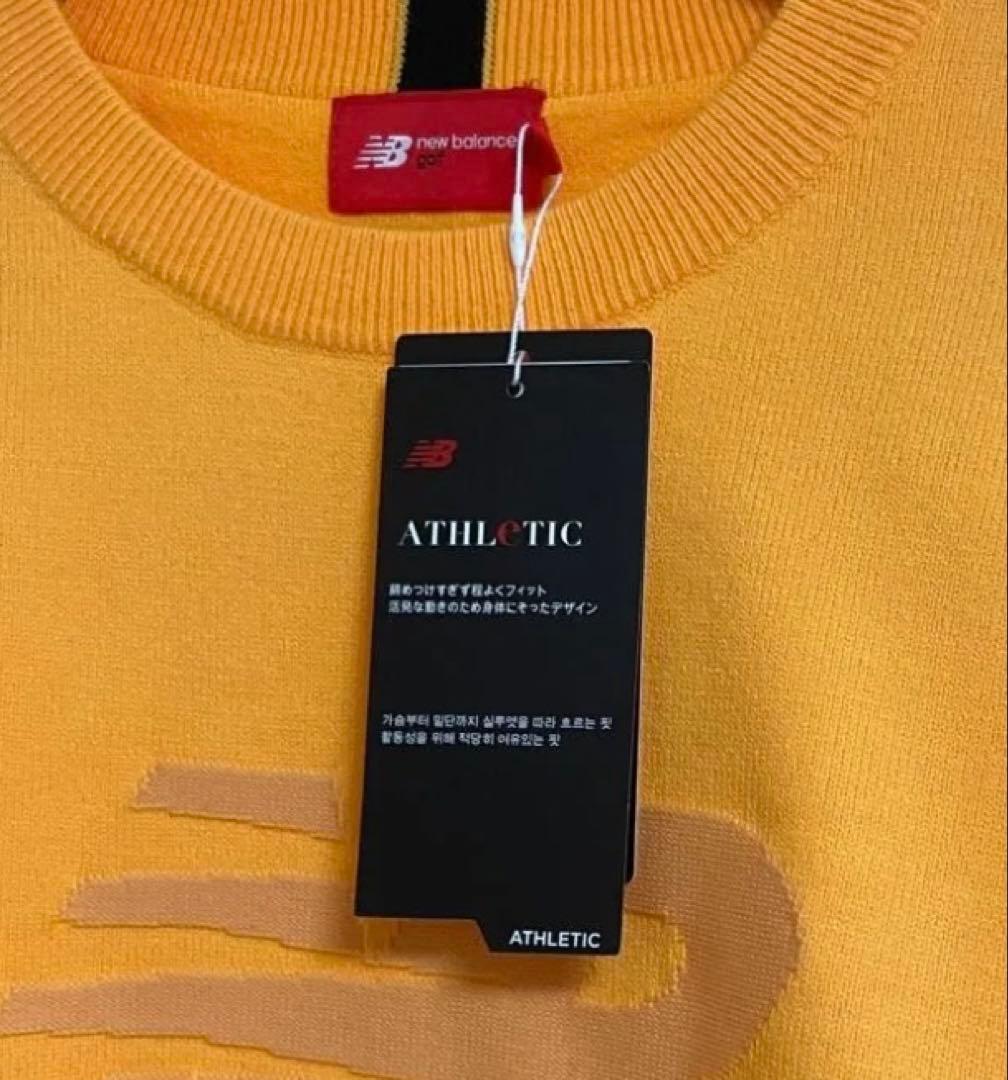 new balance
golf
ATHLeTIC
締めつけすぎず程よくフィット
活発な動きのため身体にそったデザイン
가슴부터 밑단까지 실루엣을 따라 흐르는 핏
활동성을 위해 적당히 여유있는 핏
ATHLETIC